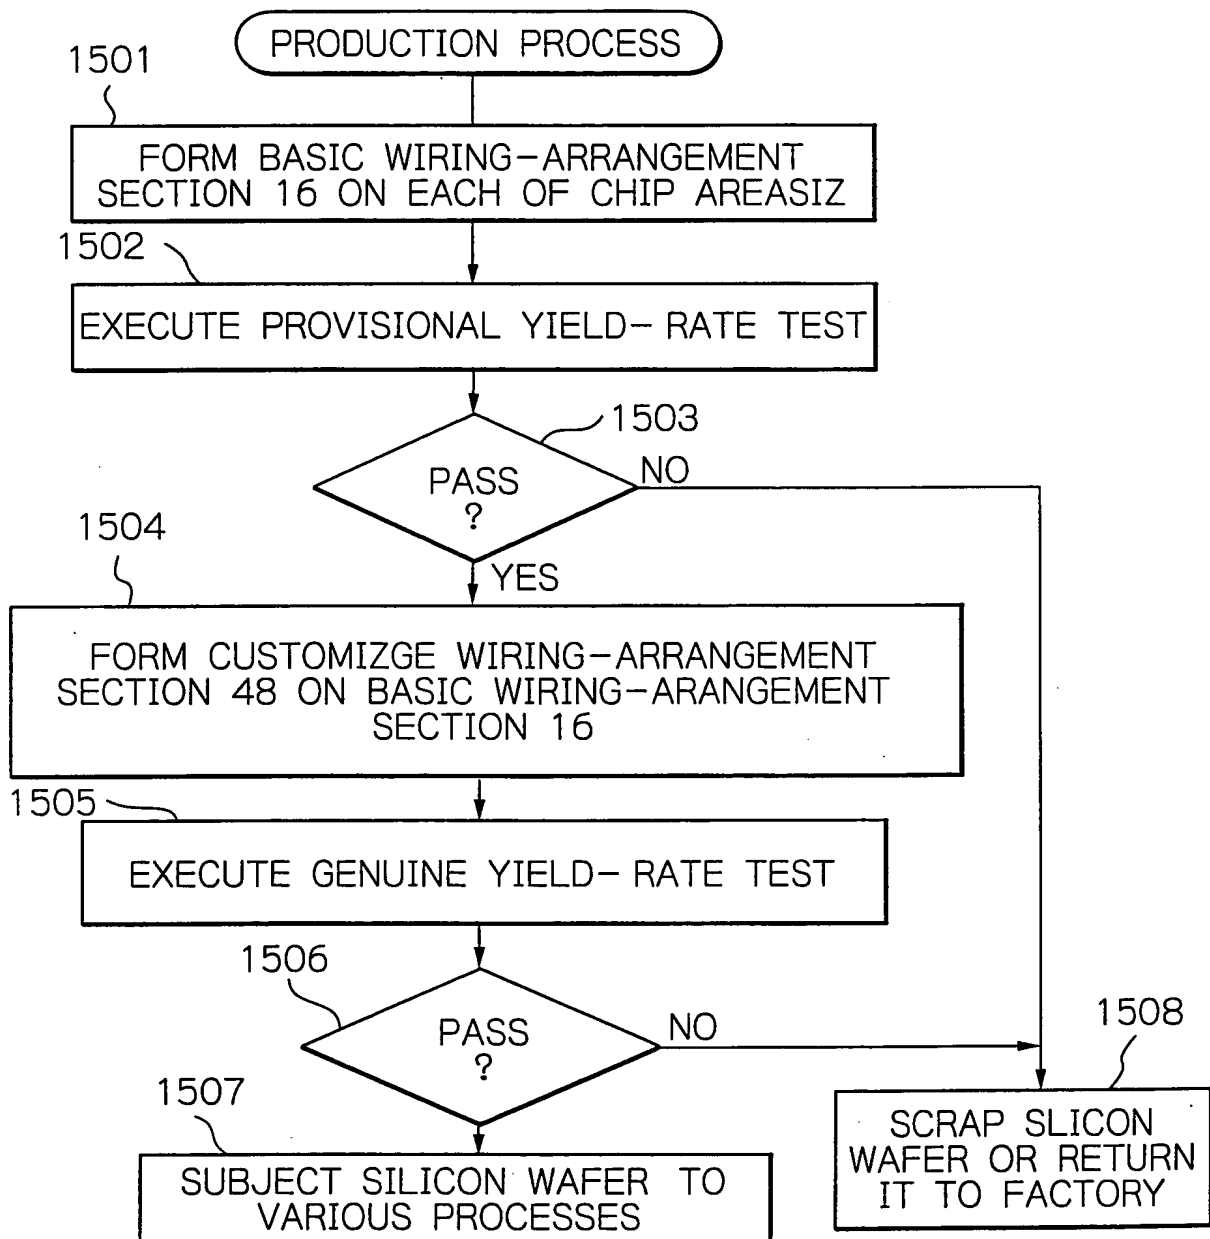 PRODUCTION PROCESS
1501
FORM BASIC WIRING-ARRANGEMENT
SECTION 16 ON EACH OF CHIP AREASIZ
1502
EXECUTE PROVISIONAL YIELD-RATE TEST
1503
PASS
?
NO
YES
1504
FORM CUSTOMIZGE WIRING-ARRANGEMENT
SECTION 48 ON BASIC WIRING-ARANGEMENT
SECTION 16
1505
EXECUTE GENUINE YIELD-RATE TEST
1506
PASS
?
NO
1507
SUBJECT SILICON WAFER TO
VARIOUS PROCESSES
1508
SCRAP SLICON
WAFER OR RETURN
IT TO FACTORY